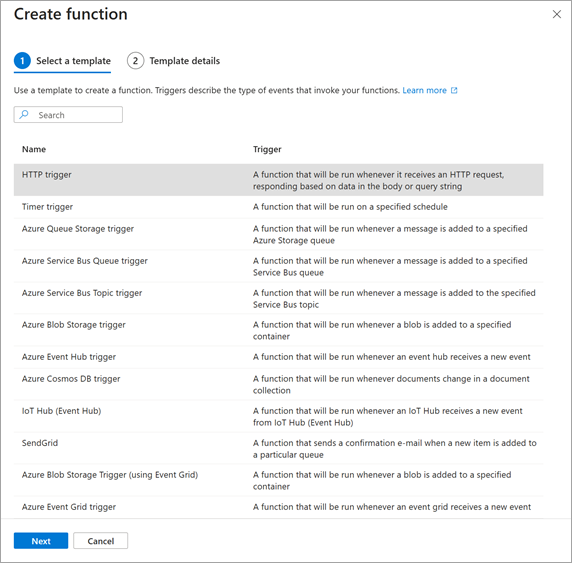 Create function
1 Select a template 2 Template details
Use a template to create a function. Triggers describe the type of events that invoke your functions. Learn more
Search
Name Trigger
HTTP trigger A function that will be run whenever it receives an HTTP request,
responding based on data in the body or query string
Timer trigger A function that will be run on a specified schedule
Azure Queue Storage trigger A function that will be run whenever a message is added to a specified
Azure Storage queue
Azure Service Bus Queue trigger A function that will be run whenever a message is added to a specified
Service Bus queue
Azure Service Bus Topic trigger A function that will be run whenever a message is added to the specified
Service Bus topic
Azure Blob Storage trigger A function that will be run whenever a blob is added to a specified
container
Azure Event Hub trigger A function that will be run whenever an event hub receives a new event
Azure Cosmos DB trigger A function that will be run whenever documents change in a document
collection
IoT Hub (Event Hub) A function that will be run whenever an IoT Hub receives a new event
from IoT Hub (Event Hub)
SendGrid A function that sends a confirmation e-mail when a new item is added to
a particular queue
Azure Blob Storage Trigger (using Event Grid) A function that will be run whenever a blob is added to a specified
container
Azure Event Grid trigger A function that will be run whenever an event grid receives a new event
Next Cancel